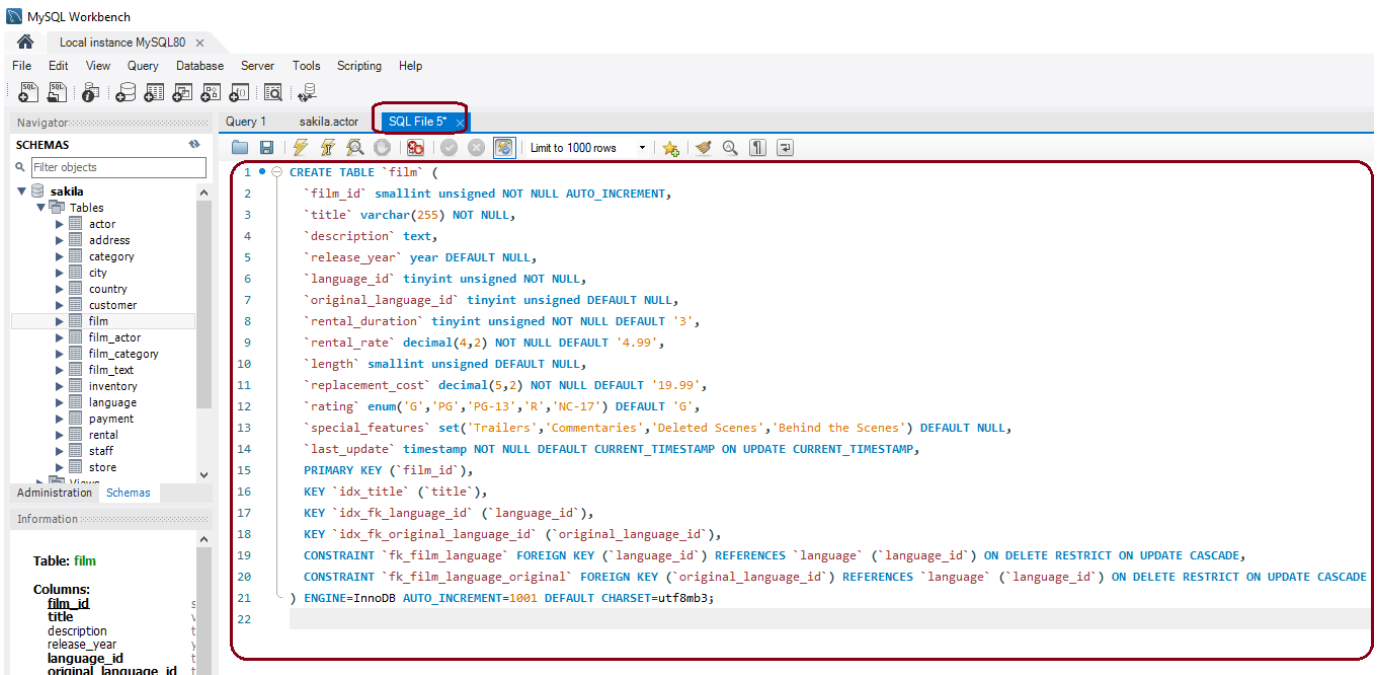 MySQL Workbench
Local instance MySQL80 ×
File Edit View Query Database Server Tools Scripting Help
Navigator
SCHEMAS
Filter objects
sakila
Tables
actor
address
category
city
country
customer
film
film_actor
film_category
film_text
inventory
language
payment
rental
staff
store
Views
Administration Schemas
Information
Table: film
Columns:
film_id
title
description
release_year
language_id
original_language_id
Query 1 sakila.actor SQL File 5* ×
Limit to 1000 rows
1 CREATE TABLE `film` (
2 `film_id` smallint unsigned NOT NULL AUTO_INCREMENT,
3 `title` varchar(255) NOT NULL,
4 `description` text,
5 `release_year` year DEFAULT NULL,
6 `language_id` tinyint unsigned NOT NULL,
7 `original_language_id` tinyint unsigned DEFAULT NULL,
8 `rental_duration` tinyint unsigned NOT NULL DEFAULT '3',
9 `rental_rate` decimal(4,2) NOT NULL DEFAULT '4.99',
10 `length` smallint unsigned DEFAULT NULL,
11 `replacement_cost` decimal(5,2) NOT NULL DEFAULT '19.99',
12 `rating` enum('G','PG','PG-13','R','NC-17') DEFAULT 'G',
13 `special_features` set('Trailers','Commentaries','Deleted Scenes','Behind the Scenes') DEFAULT NULL,
14 `last_update` timestamp NOT NULL DEFAULT CURRENT_TIMESTAMP ON UPDATE CURRENT_TIMESTAMP,
15 PRIMARY KEY (`film_id`),
16 KEY `idx_title` (`title`),
17 KEY `idx_fk_language_id` (`language_id`),
18 KEY `idx_fk_original_language_id` (`original_language_id`),
19 CONSTRAINT `fk_film_language` FOREIGN KEY (`language_id`) REFERENCES `language` (`language_id`) ON DELETE RESTRICT ON UPDATE CASCADE,
20 CONSTRAINT `fk_film_language_original` FOREIGN KEY (`original_language_id`) REFERENCES `language` (`language_id`) ON DELETE RESTRICT ON UPDATE CASCADE
21 ) ENGINE=InnoDB AUTO_INCREMENT=1001 DEFAULT CHARSET=utf8mb3;
22